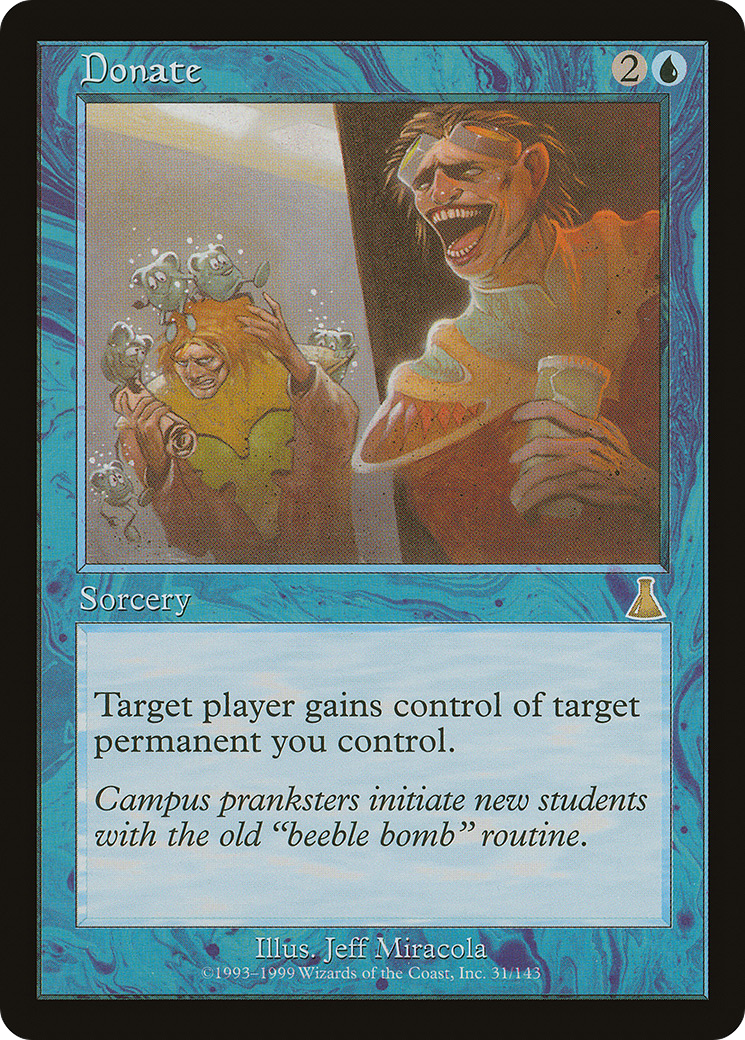 Donate
2
Sorcery
Target player gains control of target
permanent you control.
Campus pranksters initiate new students
with the old “beeble bomb” routine.
Illus. Jeff Miracola
©1993–1999 Wizards of the Coast, Inc. 31/143